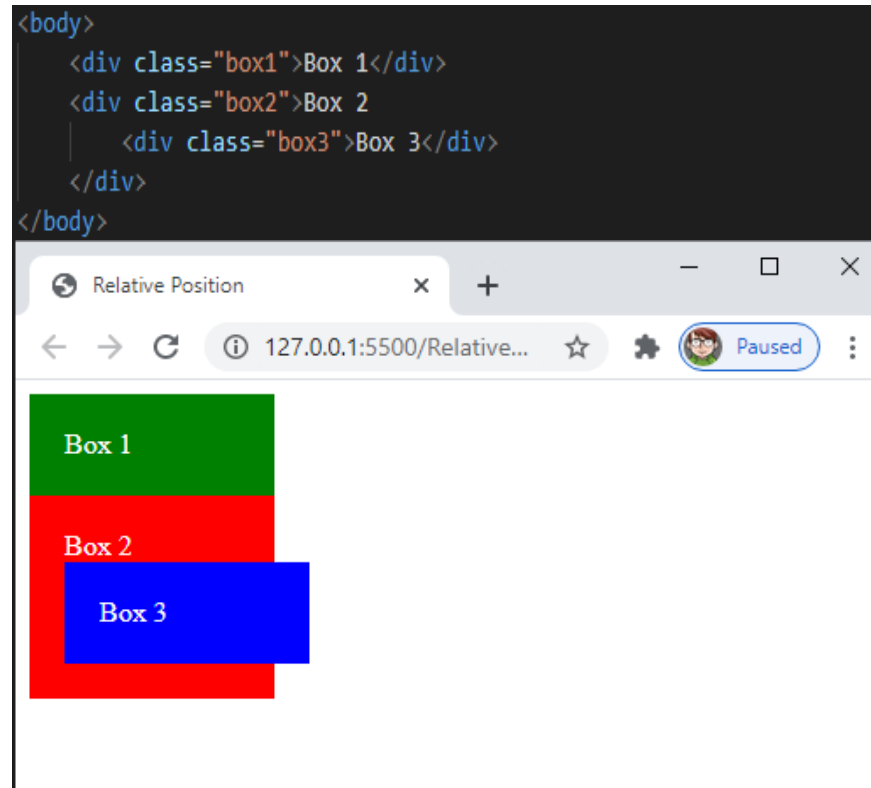 <body>
<div class="box1">Box 1</div>
<div class="box2">Box 2
<div class="box3">Box 3</div>
</div>
</body>
Relative Position
127.0.0.1:5500/Relative...
Paused
Box 1
Box 2
Box 3